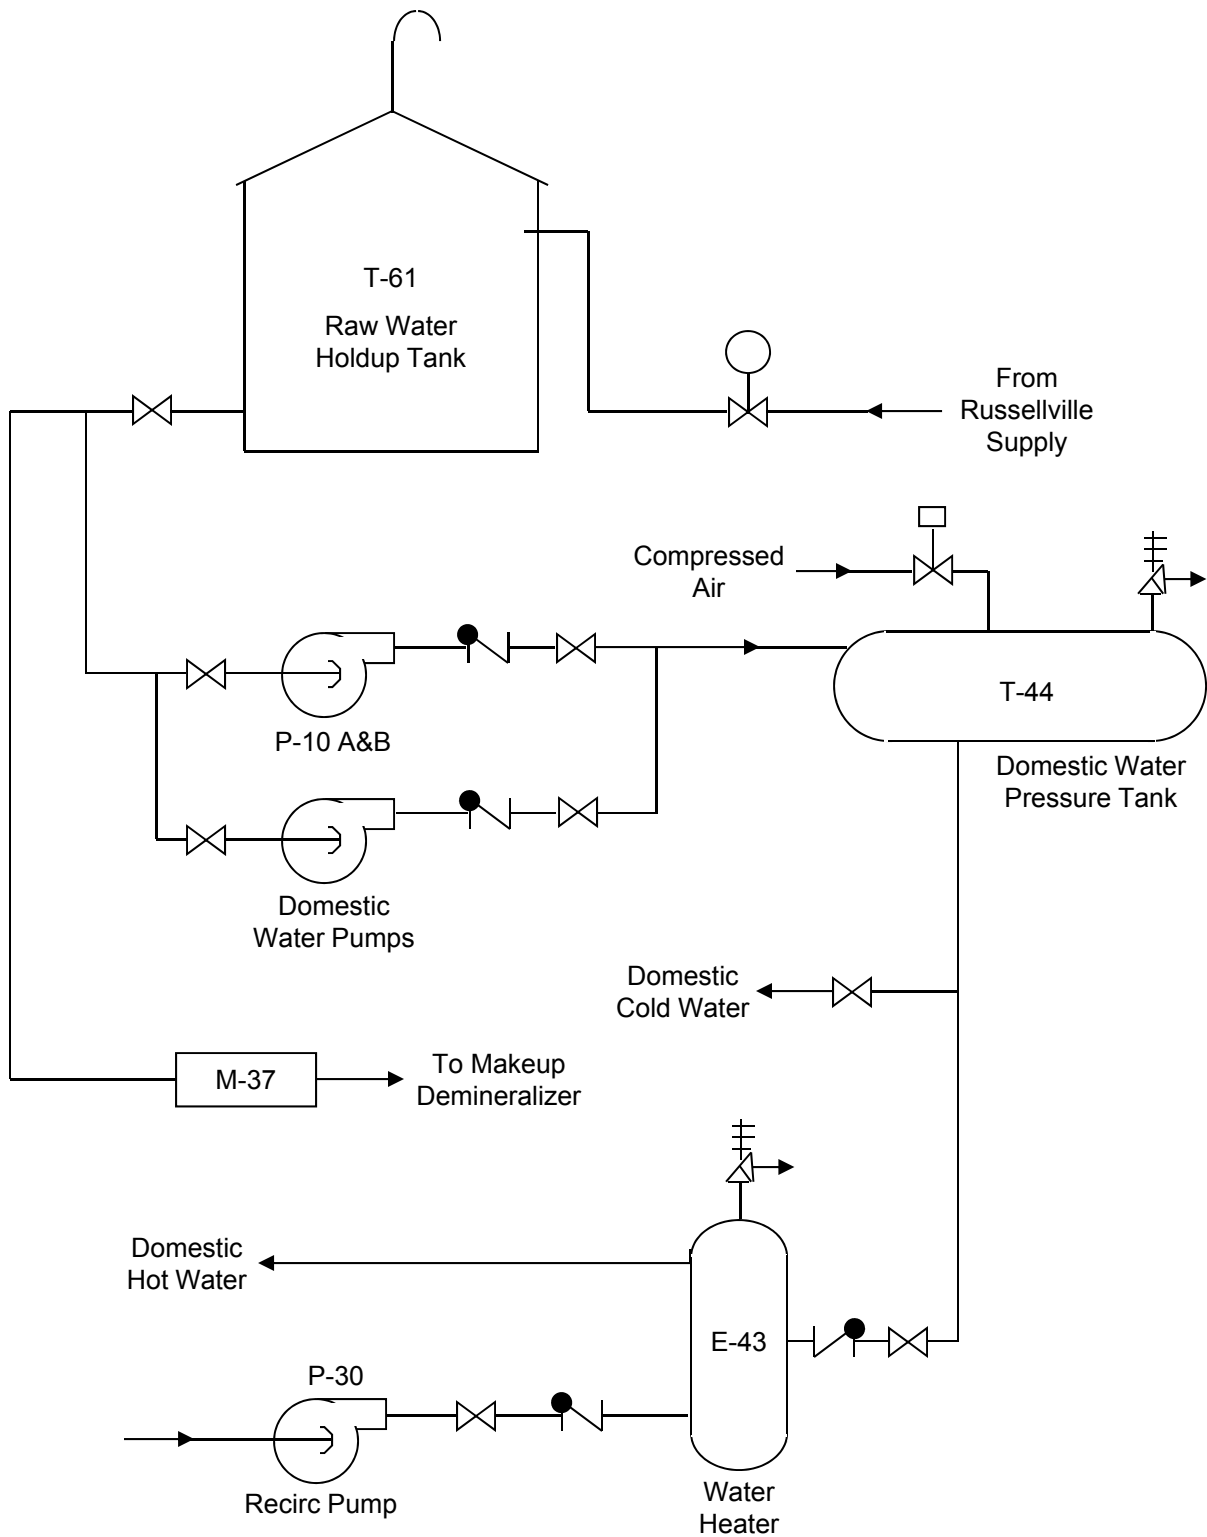 T-61
Raw Water
Holdup Tank
From
Russellville
Supply
Compressed
Air
T-44
P-10 A&B
Domestic Water
Pressure Tank
Domestic
Water Pumps
Domestic
Cold Water
M-37
To Makeup
Demineralizer
Domestic
Hot Water
E-43
P-30
Recirc Pump
Water
Heater